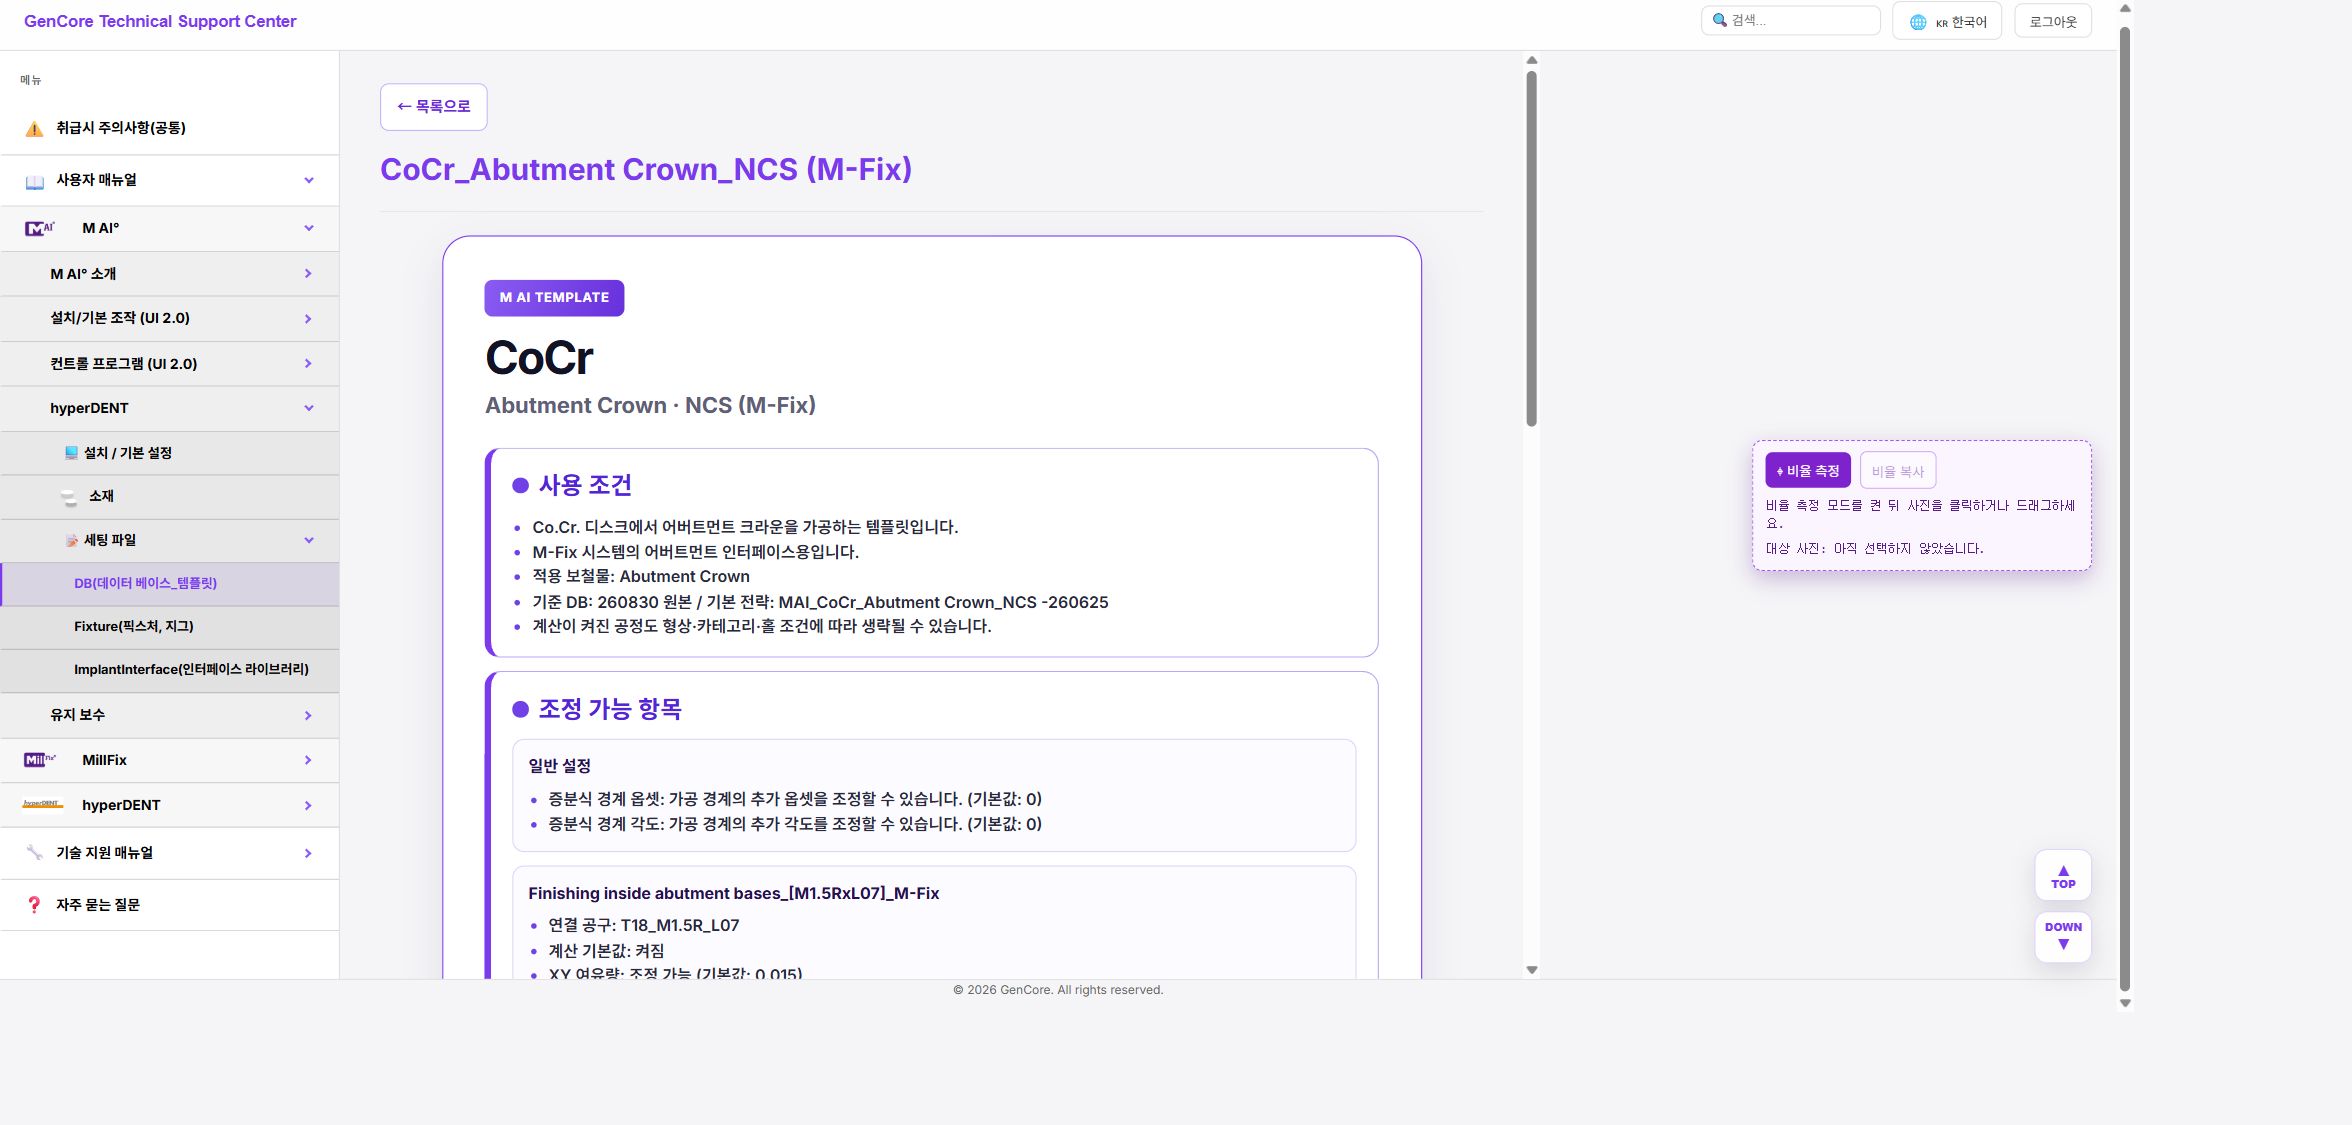 GenCore Technical Support Center
검색...
KR 한국어
로그아웃
메뉴
취급시 주의사항(공통)
사용자 매뉴얼
M AI°
M AI°
M AI° 소개
설치/기본 조작 (UI 2.0)
컨트롤 프로그램 (UI 2.0)
hyperDENT
설치 / 기본 설정
소재
세팅 파일
DB(데이터 베이스_템플릿)
Fixture(픽스처, 지그)
ImplantInterface(인터페이스 라이브러리)
유지 보수
MillFix
MillFix
hyperDENT
hyperDENT
기술 지원 매뉴얼
자주 묻는 질문
← 목록으로
CoCr_Abutment Crown_NCS (M-Fix)
M AI TEMPLATE
CoCr
Abutment Crown · NCS (M-Fix)
사용 조건
• Co.Cr. 디스크에서 어버트먼트 크라운을 가공하는 템플릿입니다.
• M-Fix 시스템의 어버트먼트 인터페이스용입니다.
• 적용 보철물: Abutment Crown
• 기준 DB: 260830 원본 / 기본 전략: MAI_CoCr_Abutment Crown_NCS -260625
• 계산이 켜진 공정도 형상·카테고리·홀 조건에 따라 생략될 수 있습니다.
조정 가능 항목
일반 설정
• 증분식 경계 옵셋: 가공 경계의 추가 옵셋을 조정할 수 있습니다. (기본값: 0)
• 증분식 경계 각도: 가공 경계의 추가 각도를 조정할 수 있습니다. (기본값: 0)
Finishing inside abutment bases_[M1.5RxL07]_M-Fix
• 연결 공구: T18_M1.5R_L07
• 계산 기본값: 켜짐
• XY 여유량: 조정 가능 (기본값: 0.015)
비율 측정
비율 복사
비율 측정 모드를 켠 뒤 사진을 클릭하거나 드래그하세
요.
대상 사진: 아직 선택하지 않았습니다.
▲
TOP
DOWN
▼
© 2026 GenCore. All rights reserved.